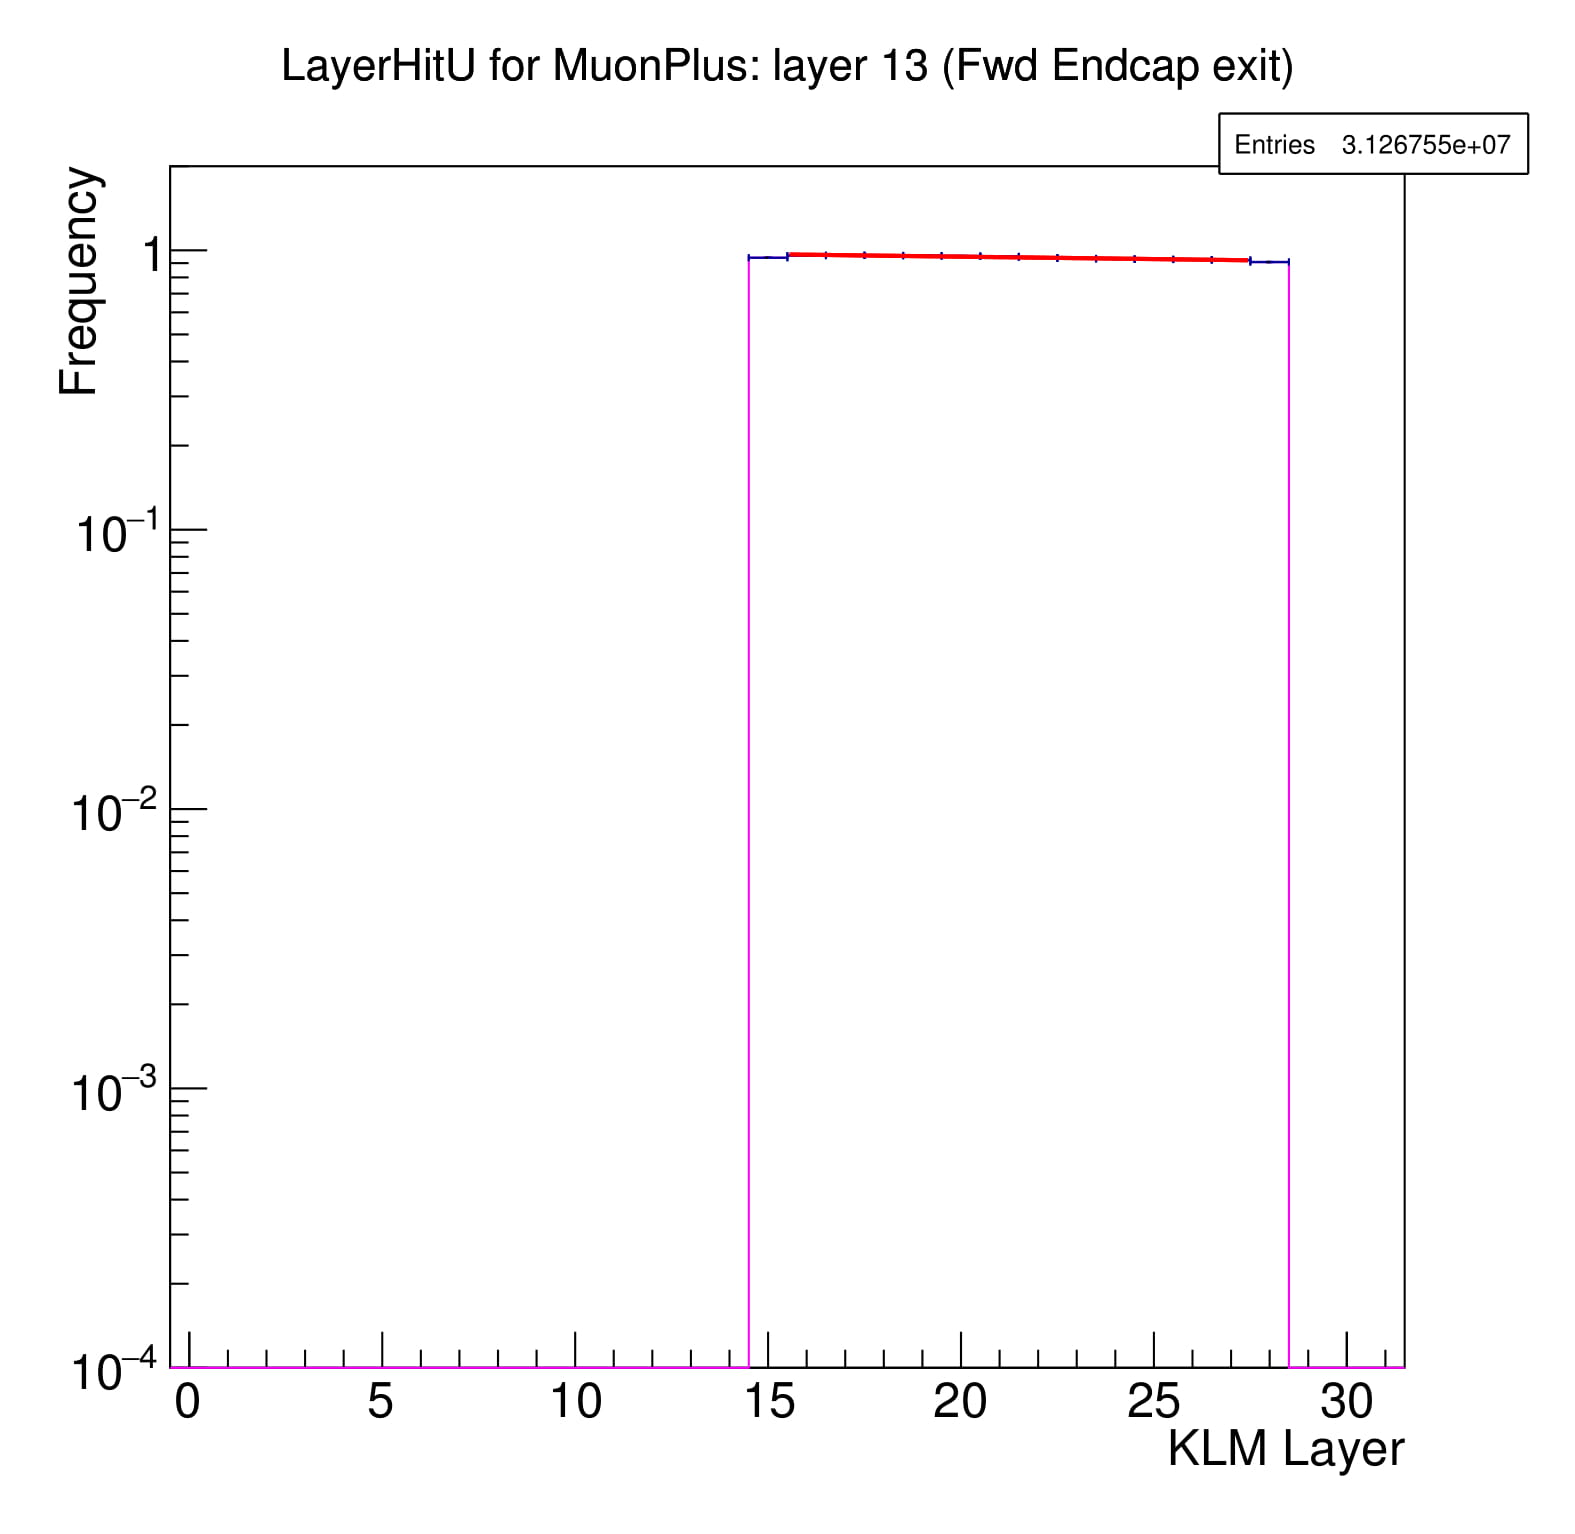 LayerHitU for MuonPlus: layer 13 (Fwd Endcap exit)
Entries 3.126755e+07
Frequency
1
10⁻¹
10⁻²
10⁻³
10⁻⁴
0 5 10 15 20 25 30
KLM Layer